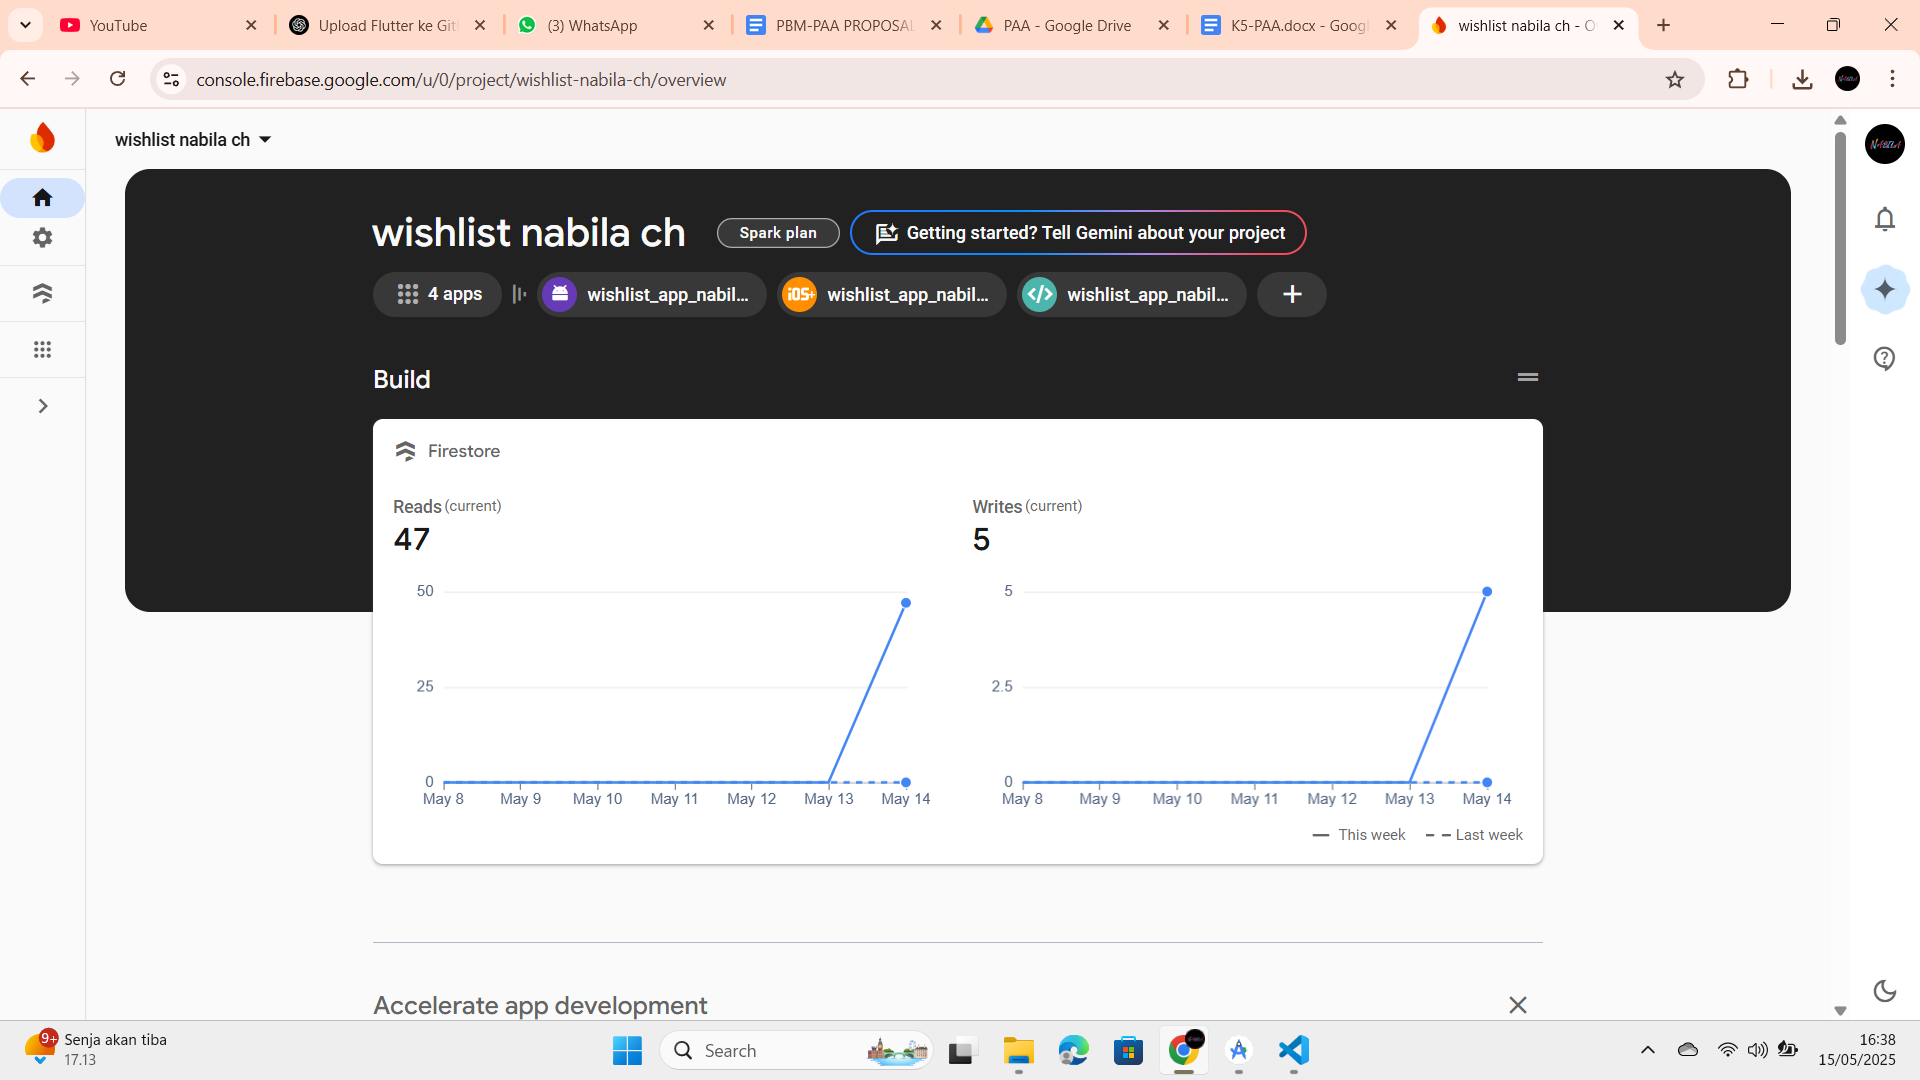 YouTube
Upload Flutter ke Git
(3) WhatsApp
PBM-PAA PROPOSAL
PAA - Google Drive
K5-PAA.docx - Googl
wishlist nabila ch - O
console.firebase.google.com/u/0/project/wishlist-nabila-ch/overview
wishlist nabila ch
wishlist nabila ch
Spark plan
Getting started? Tell Gemini about your project
4 apps
wishlist_app_nabil...
iOS+
wishlist_app_nabil...
wishlist_app_nabil...
Build
Firestore
Reads (current)
47
50
25
0
May 8 May 9 May 10 May 11 May 12 May 13 May 14
Writes (current)
5
5
2.5
0
May 8 May 9 May 10 May 11 May 12 May 13 May 14
This week
Last week
Accelerate app development
9+
Senja akan tiba
17.13
Search
16:38
15/05/2025